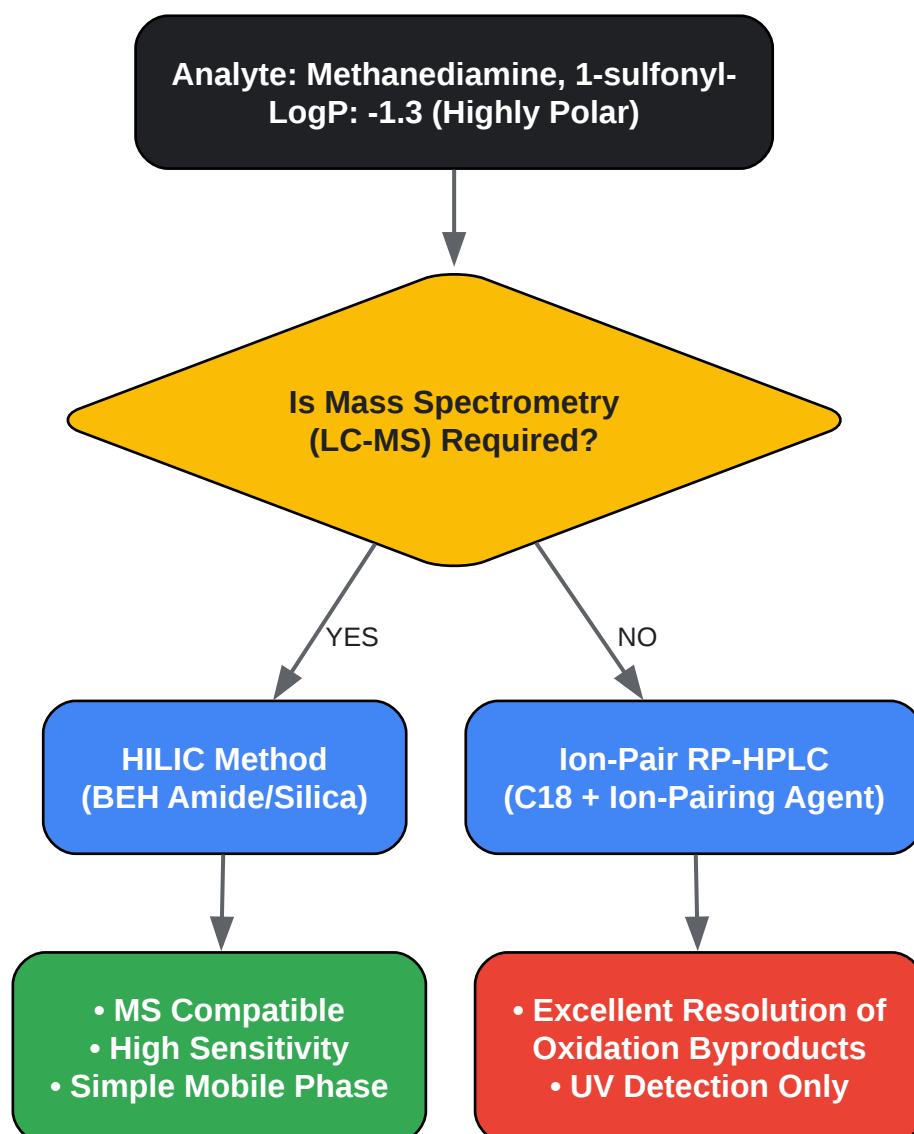 Analyte: Methanediamine, 1-sulfonyl-
LogP: -1.3 (Highly Polar)
Is Mass Spectrometry
(LC-MS) Required?
YES
NO
HILIC Method
(BEH Amide/Silica)
Ion-Pair RP-HPLC
(C18 + Ion-Pairing Agent)
• MS Compatible
• High Sensitivity
• Simple Mobile Phase
• Excellent Resolution of
Oxidation Byproducts
• UV Detection Only